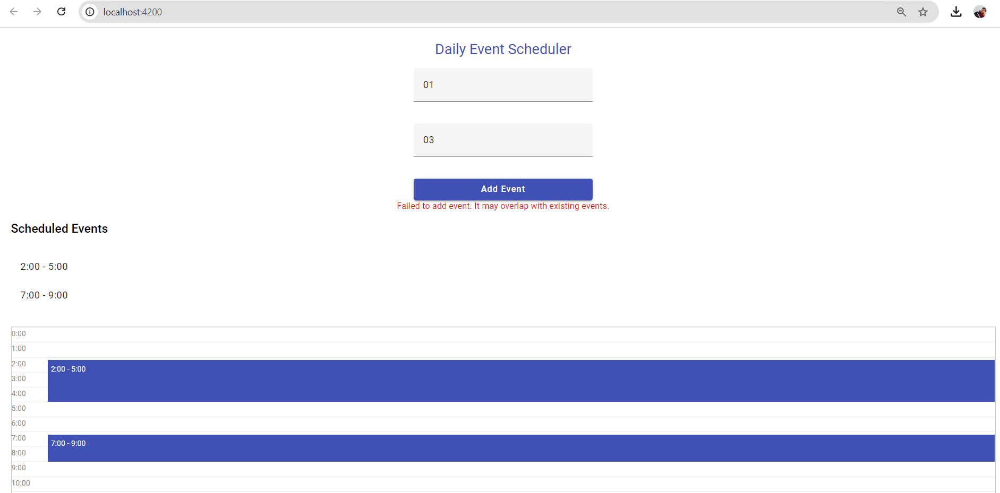 localhost:4200
Daily Event Scheduler
01
03
Add Event
Failed to add event. It may overlap with existing events.
Scheduled Events
2:00 - 5:00
7:00 - 9:00
0:00
1:00
2:00
2:00 - 5:00
3:00
4:00
5:00
6:00
7:00
7:00 - 9:00
8:00
9:00
10:00